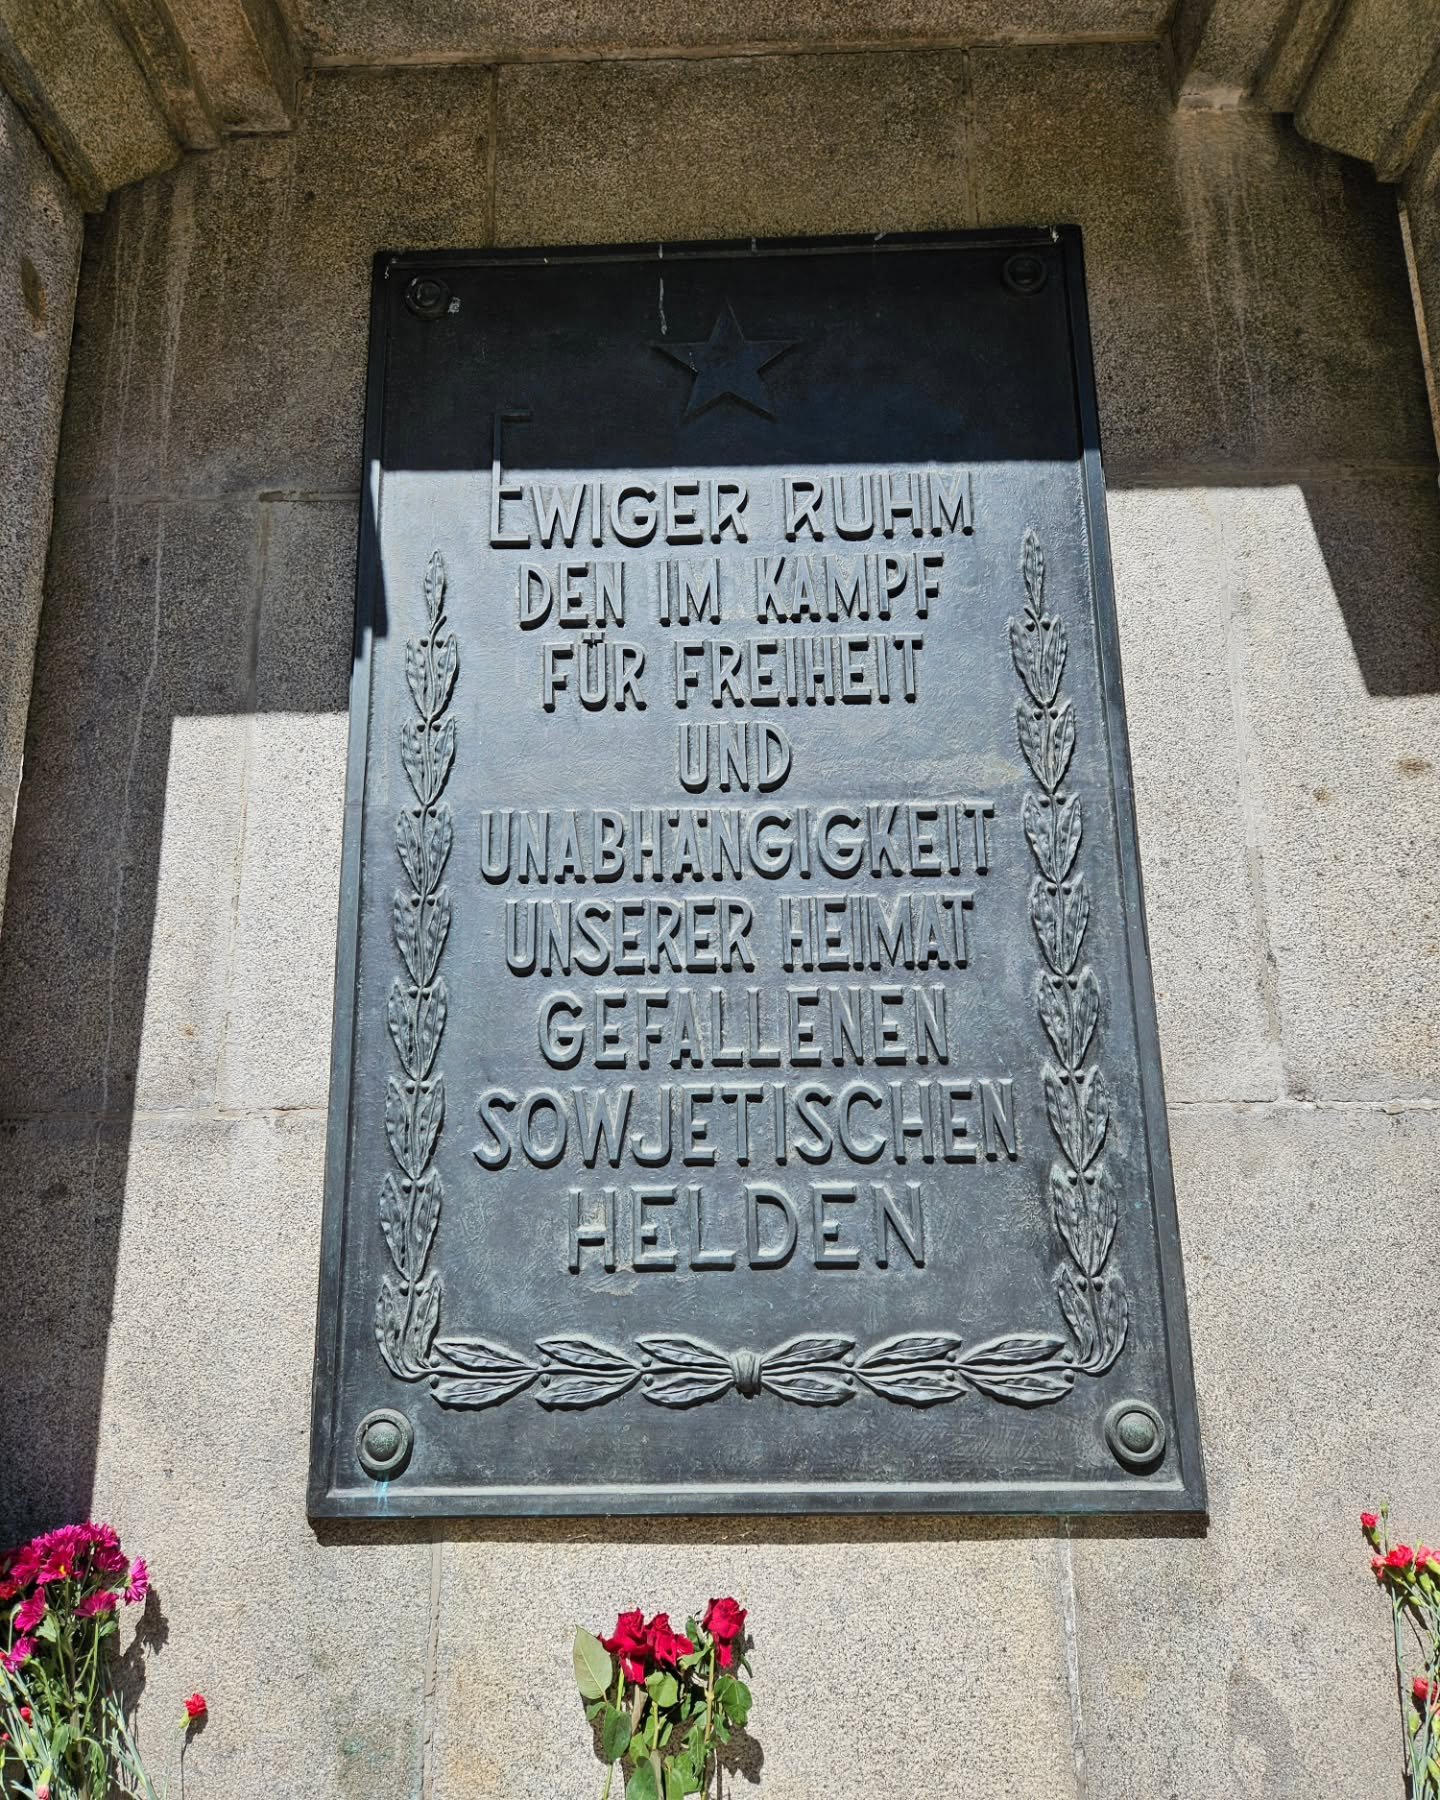 EWIGER RUHM
DEN IM KAMPF
FÜR FREIHEIT
UND
UNABHÄNGIGKEIT
UNSERER HEIMAT
GEFALLENEN
SOWJETISCHEN
HELDEN